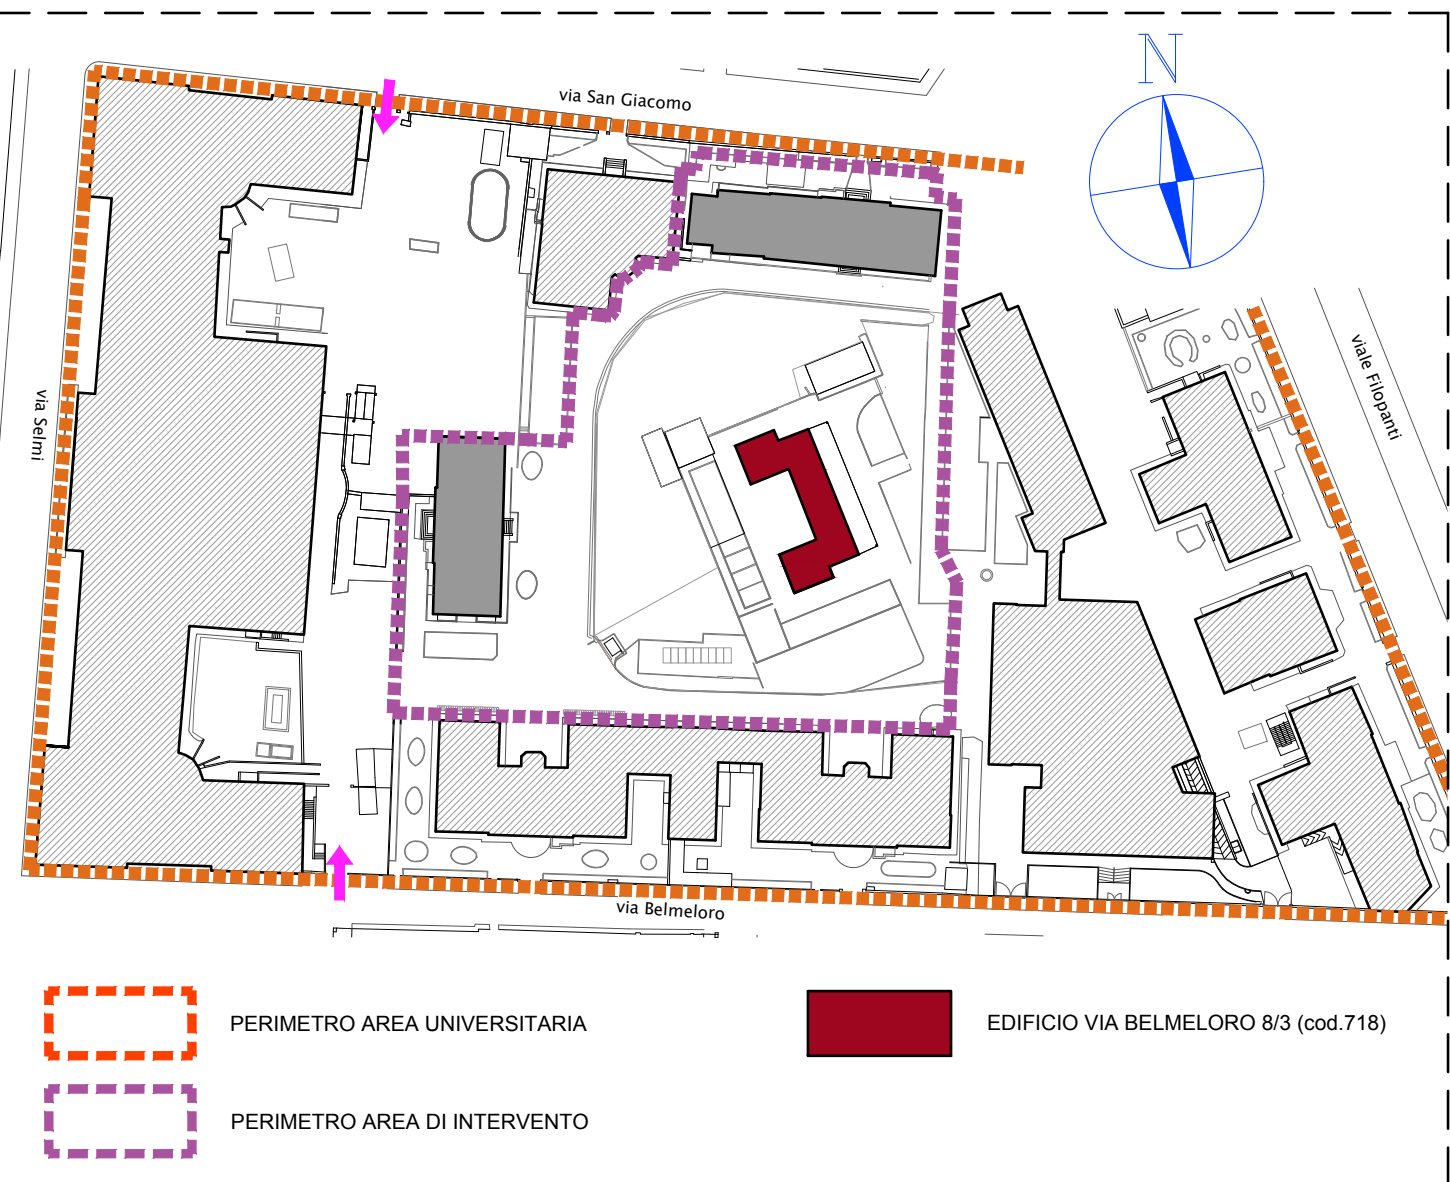 N
via San Giacomo
via Selmi
viale Filopanti
via Belmeloro
PERIMETRO AREA UNIVERSITARIA
EDIFICIO VIA BELMELORO 8/3 (cod.718)
PERIMETRO AREA DI INTERVENTO